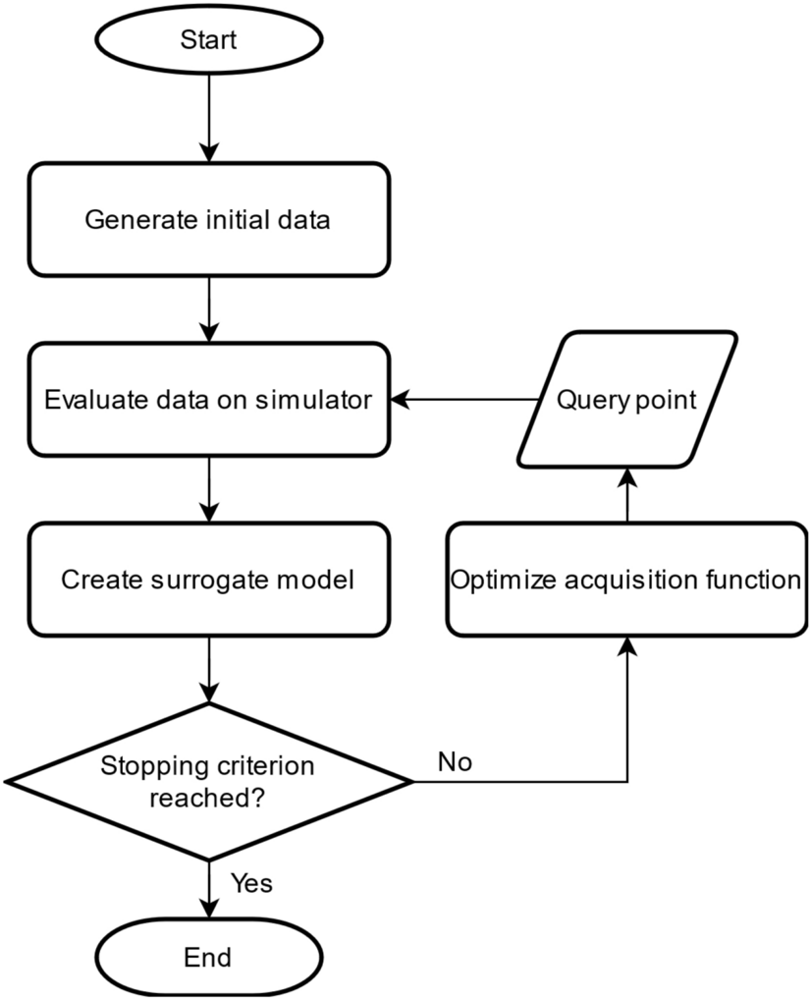 Start
Generate initial data
Evaluate data on simulator
Query point
Create surrogate model
Optimize acquisition function
Stopping criterion
reached?
No
Yes
End